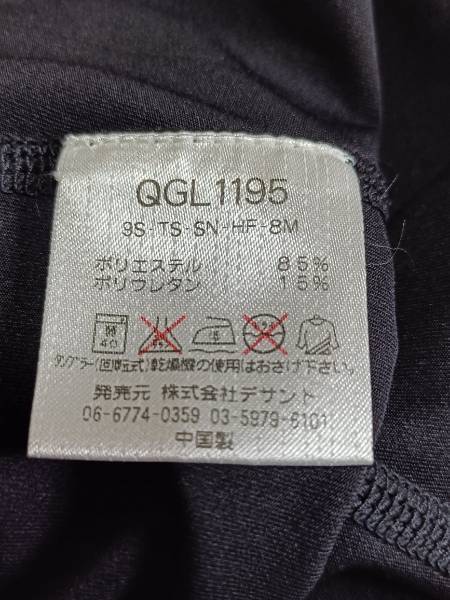 QGL1195
9S-TS-SN-HF-8M
ポリエステル 85%
ポリウレタン 15%
40
タンブラー(回転式)乾燥機の使用はおさけ下さい。
発売元 株式会社デサント
06-6774-0359 03-5979-6101
中国製